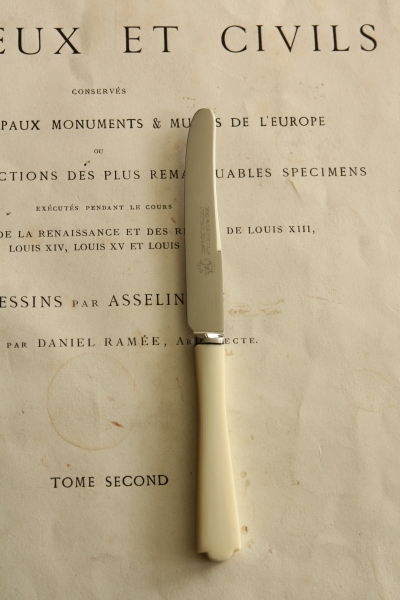 EUX ET CIVILS
CONSERVÉS
PAUX MONUMENTS & MU S DE L'EUROPE
OU
CTIONS DES PLUS REMA UABLES SPECIMENS
EXÉCUTÉS PENDANT LE COURS
DE LA RENAISSANCE ET DES R DE LOUIS XIII,
LOUIS XIV, LOUIS XV ET LOUIS
ESSINS PAR ASSELIN
PAR DANIEL RAMÉE, AR ECTE.
TOME SECOND